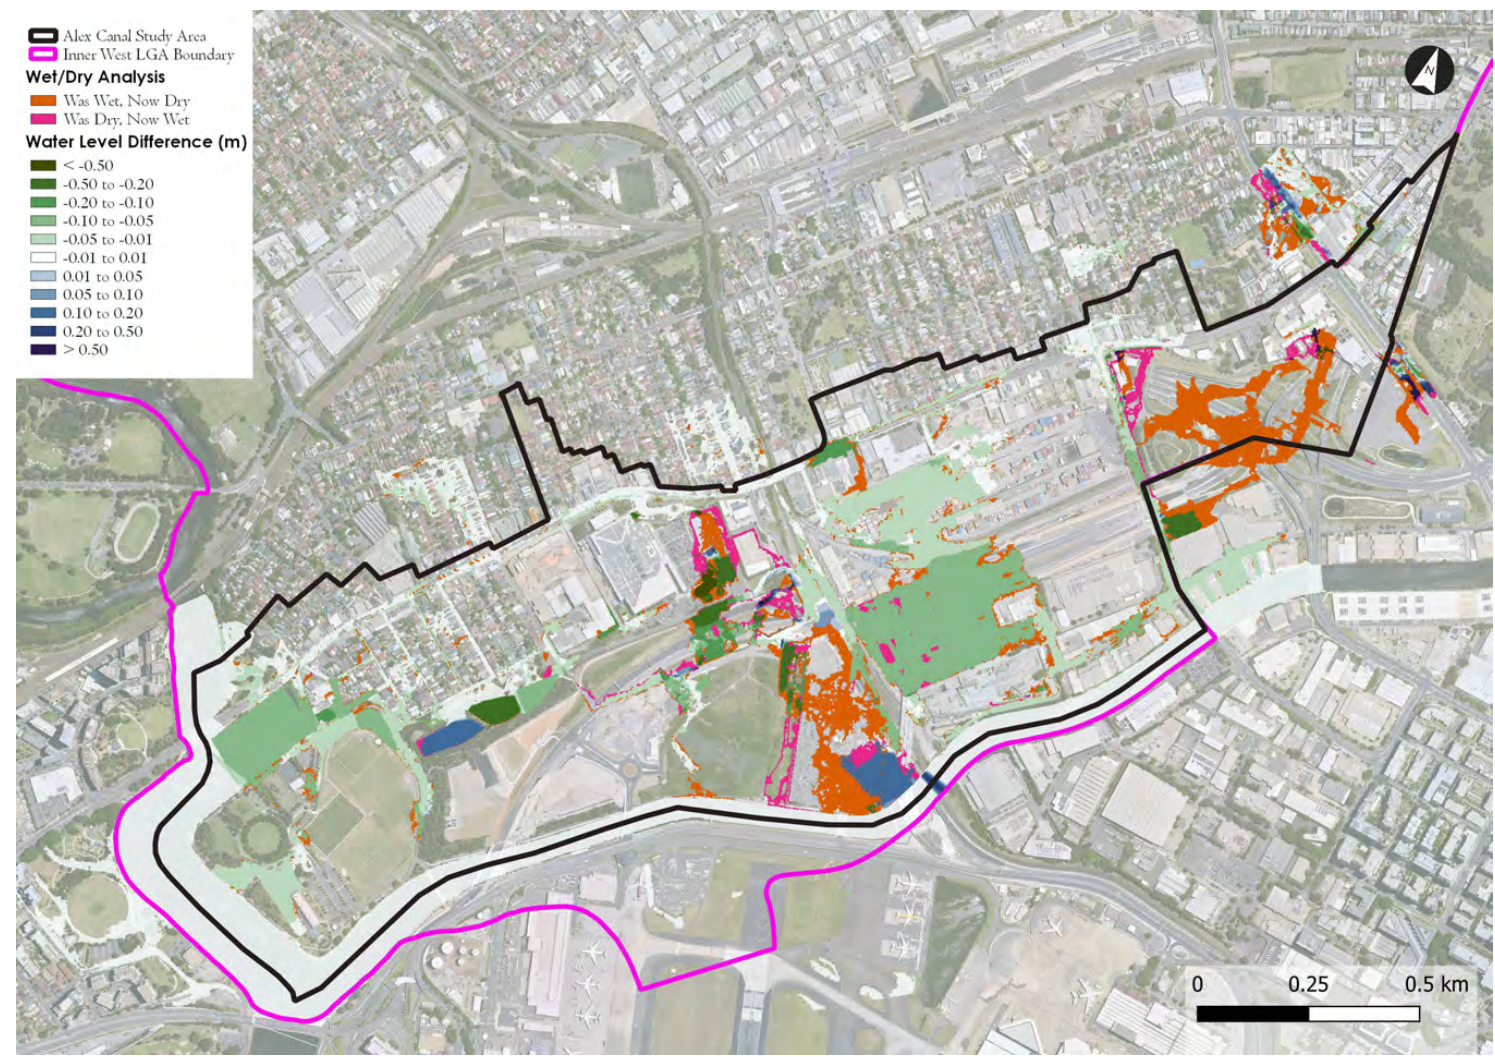 Alex Canal Study Area
Inner West LGA Boundary
Wet/Dry Analysis
Was Wet, Now Dry
Was Dry, Now Wet
Water Level Difference (m)
< -0.50
-0.50 to -0.20
-0.20 to -0.10
-0.10 to -0.05
-0.05 to -0.01
-0.01 to 0.01
0.01 to 0.05
0.05 to 0.10
0.10 to 0.20
0.20 to 0.50
> 0.50
N
0 0.25 0.5 km